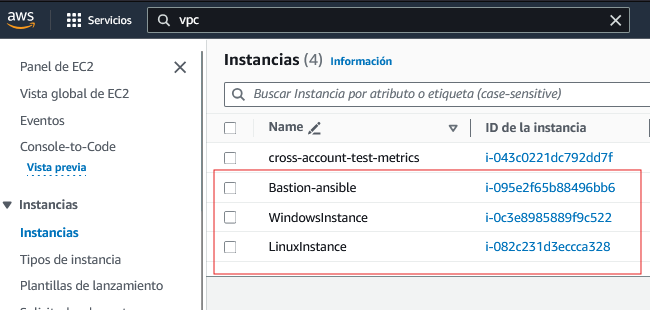 aws
Servicios
vpc
Panel de EC2
Vista global de EC2
Eventos
Console-to-Code
Vista previa
Instancias
Instancias
Tipos de instancia
Plantillas de lanzamiento
Instancias (4) Información
Buscar Instancia por atributo o etiqueta (case-sensitive)
Name ID de la instancia
cross-account-test-metrics i-043c0221dc792dd7f
Bastion-ansible i-095e2f65b88496bb6
WindowsInstance i-0c3e8985889f9c522
LinuxInstance i-082c231d3eccca328